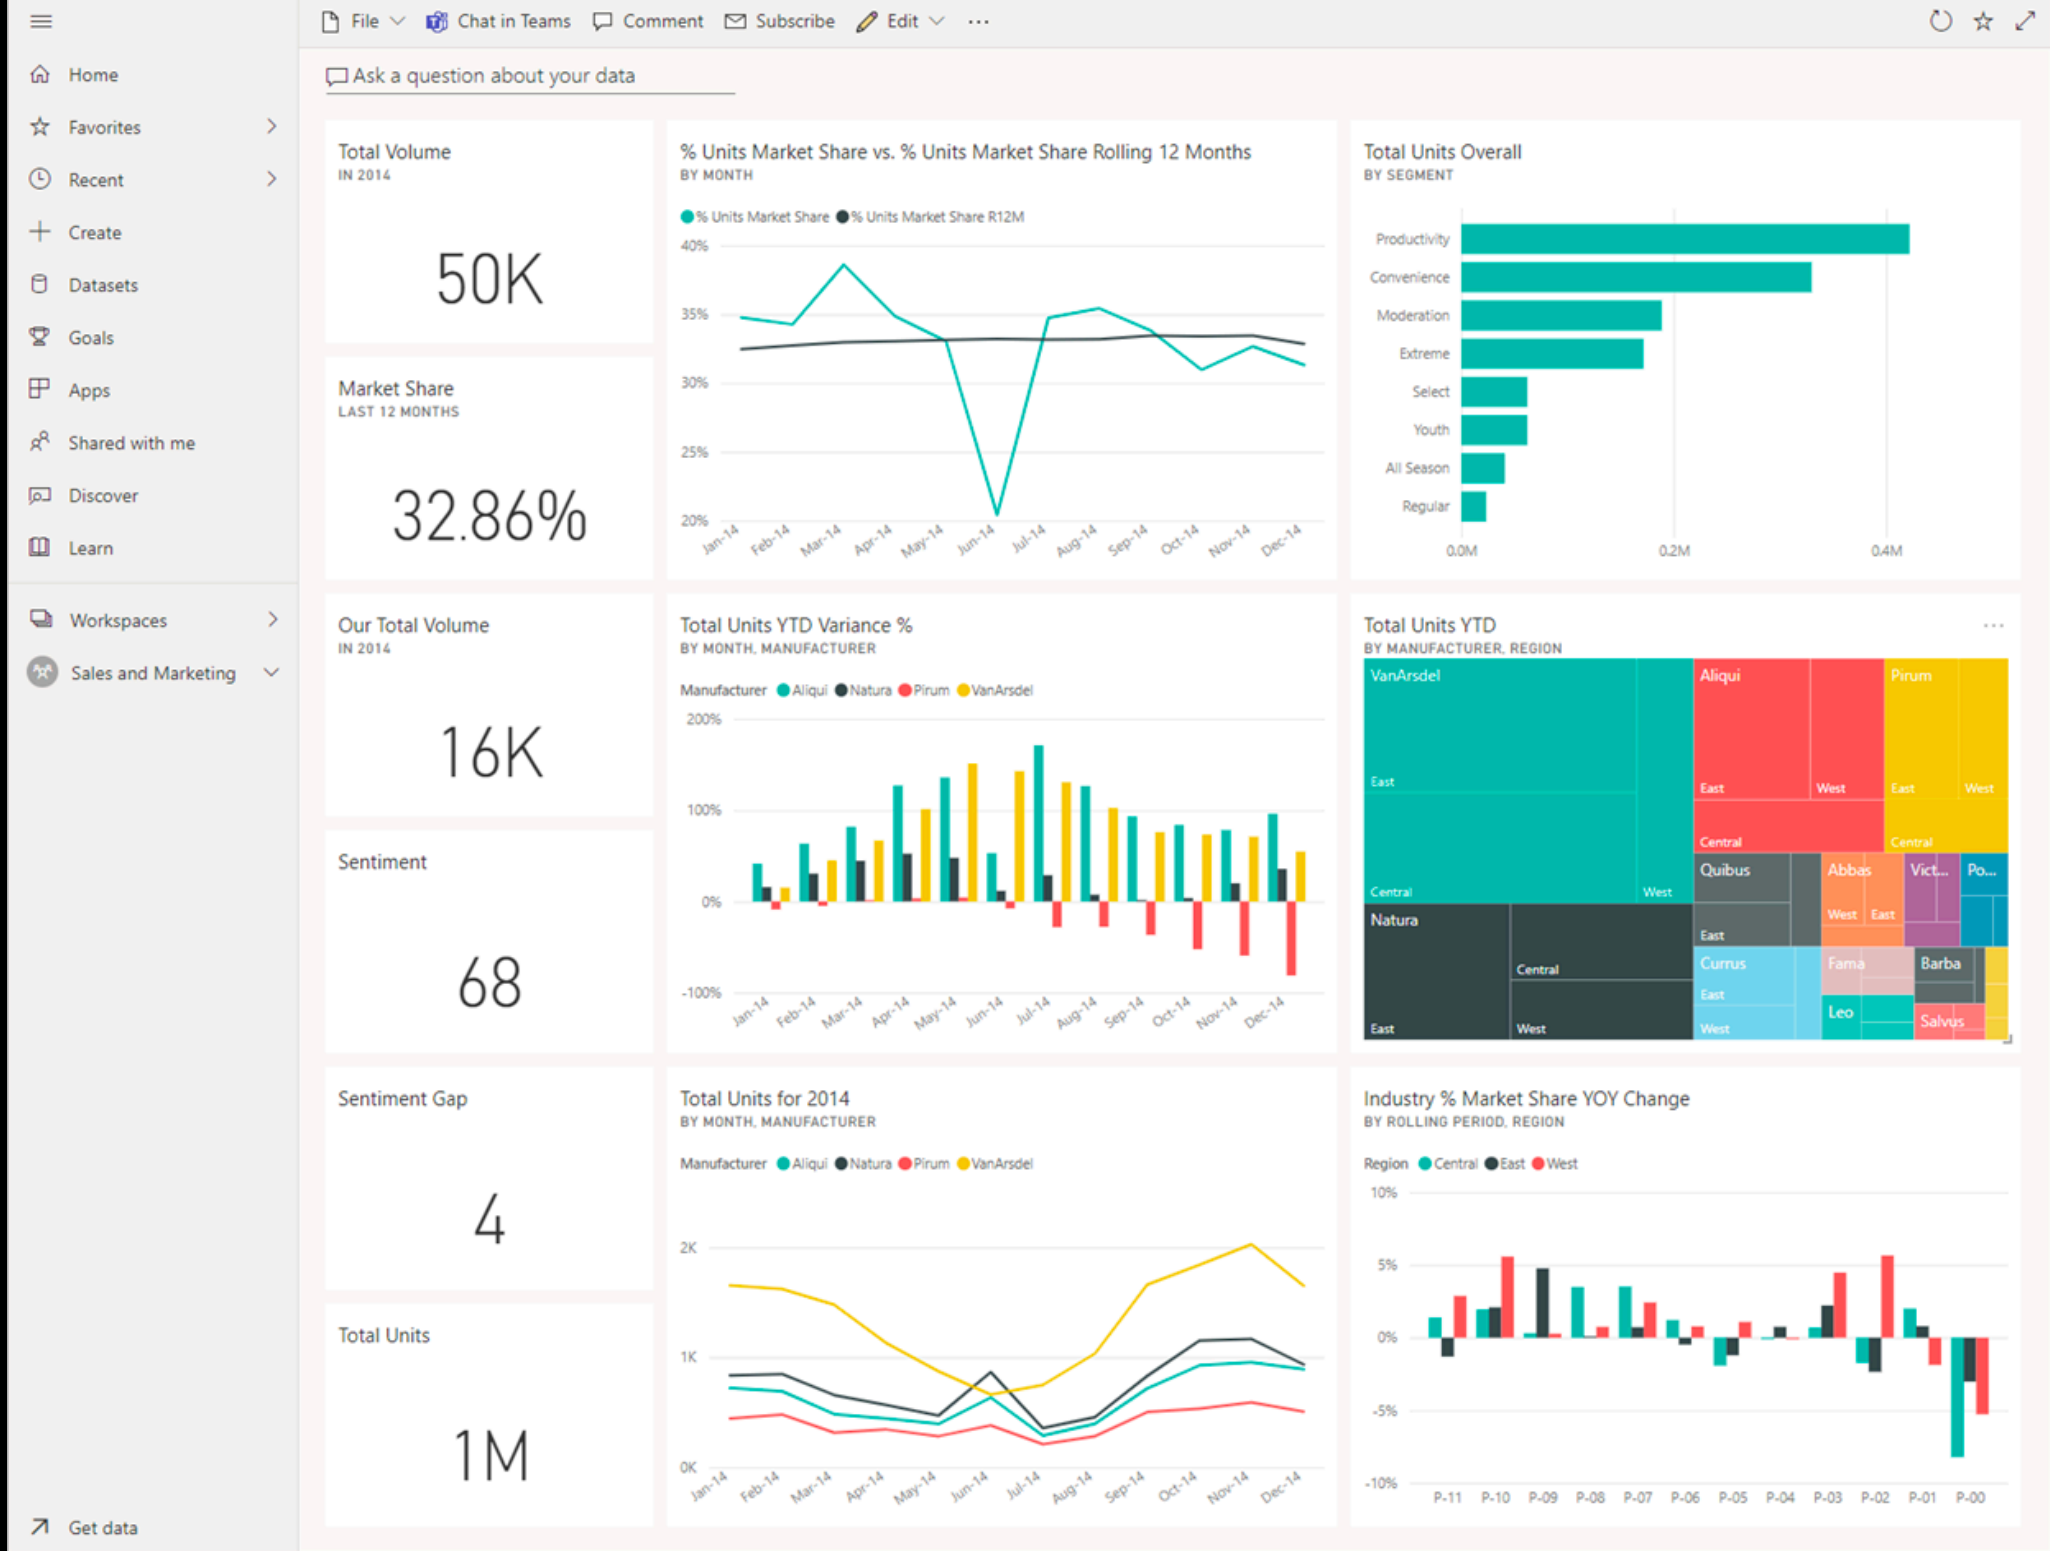 File
Chat in Teams
Comment
Subscribe
Edit
Home
Favorites
Recent
Create
Datasets
Goals
Apps
Shared with me
Discover
Learn
Workspaces
Sales and Marketing
Get data
Ask a question about your data
Total Volume
IN 2014
50K
Market Share
LAST 12 MONTHS
32.86%
Our Total Volume
IN 2014
16K
Sentiment
68
Sentiment Gap
4
Total Units
1M
% Units Market Share vs. % Units Market Share Rolling 12 Months
BY MONTH
% Units Market Share % Units Market Share R12M
40%
35%
30%
25%
20%
Jan-14 Feb-14 Mar-14 Apr-14 May-14 Jun-14 Jul-14 Aug-14 Sep-14 Oct-14 Nov-14 Dec-14
Total Units Overall
BY SEGMENT
Productivity
Convenience
Moderation
Extreme
Select
Youth
All Season
Regular
0.0M 0.2M 0.4M
Total Units YTD Variance %
BY MONTH, MANUFACTURER
Manufacturer Aliqui Natura Pirum VanArsdel
200%
100%
0%
-100%
Jan-14 Feb-14 Mar-14 Apr-14 May-14 Jun-14 Jul-14 Aug-14 Sep-14 Oct-14 Nov-14 Dec-14
Total Units YTD
BY MANUFACTURER, REGION
VanArsdel
East
Central
West
Natura
East
Central
West
Aliqui
East
West
Central
Pirum
East
West
Central
Quibus
East
Abbas
West East
Vict...
Po...
Currus
East
West
Fama
Barba
Leo
Salvus
Total Units for 2014
BY MONTH, MANUFACTURER
Manufacturer Aliqui Natura Pirum VanArsdel
2K
1K
0K
Jan-14 Feb-14 Mar-14 Apr-14 May-14 Jun-14 Jul-14 Aug-14 Sep-14 Oct-14 Nov-14 Dec-14
Industry % Market Share YOY Change
BY ROLLING PERIOD, REGION
Region Central East West
10%
5%
0%
-5%
-10%
P-11 P-10 P-09 P-08 P-07 P-06 P-05 P-04 P-03 P-02 P-01 P-00